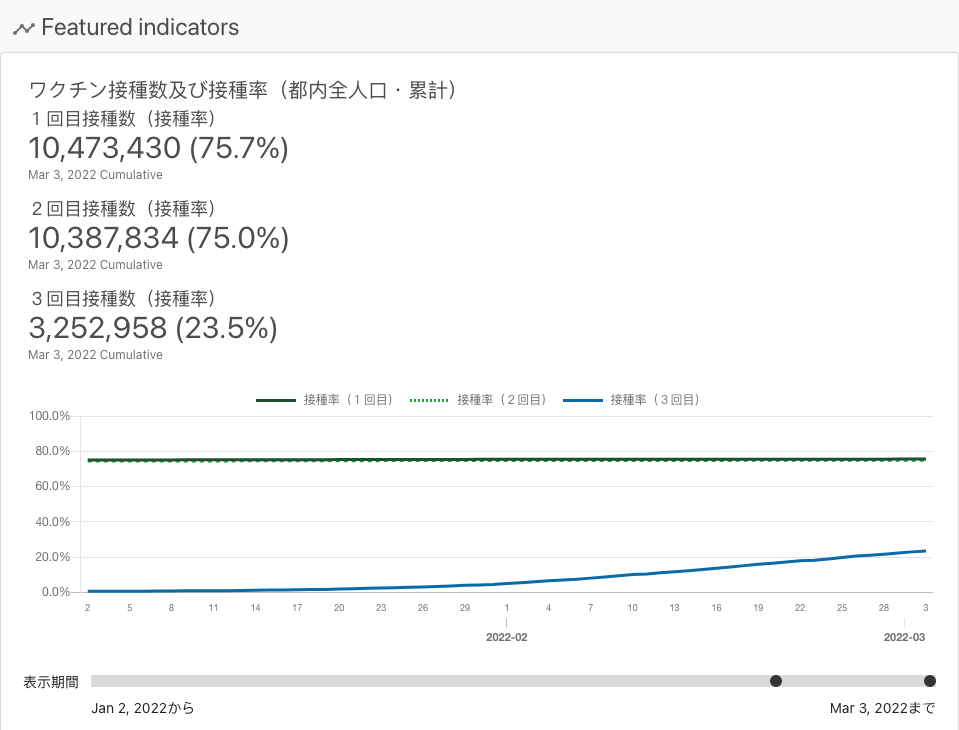 Featured indicators
ワクチン接種数及び接種率（都内全人口・累計）
１回目接種数（接種率）
10,473,430 (75.7%)
Mar 3, 2022 Cumulative
２回目接種数（接種率）
10,387,834 (75.0%)
Mar 3, 2022 Cumulative
３回目接種数（接種率）
3,252,958 (23.5%)
Mar 3, 2022 Cumulative
接種率（１回目） 接種率（２回目） 接種率（３回目）
100.0%
80.0%
60.0%
40.0%
20.0%
0.0%
2 5 8 11 14 17 20 23 26 29 1 4 7 10 13 16 19 22 25 28 3
2022-02 2022-03
表示期間
Jan 2, 2022から Mar 3, 2022まで